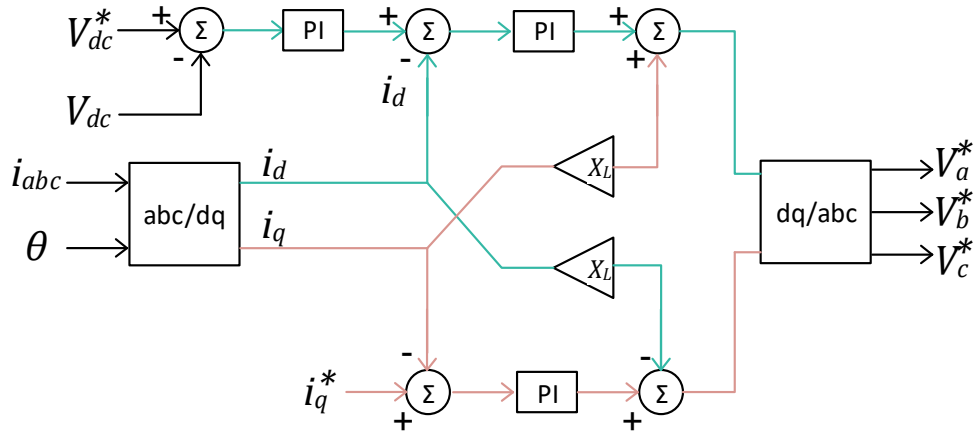 V*dc + Σ PI + Σ PI + Σ
- - +
Vdc id
iabc id XL V*a
abc/dq dq/abc V*b
θ iq XL V*c
- -
i*q Σ PI Σ
+ +